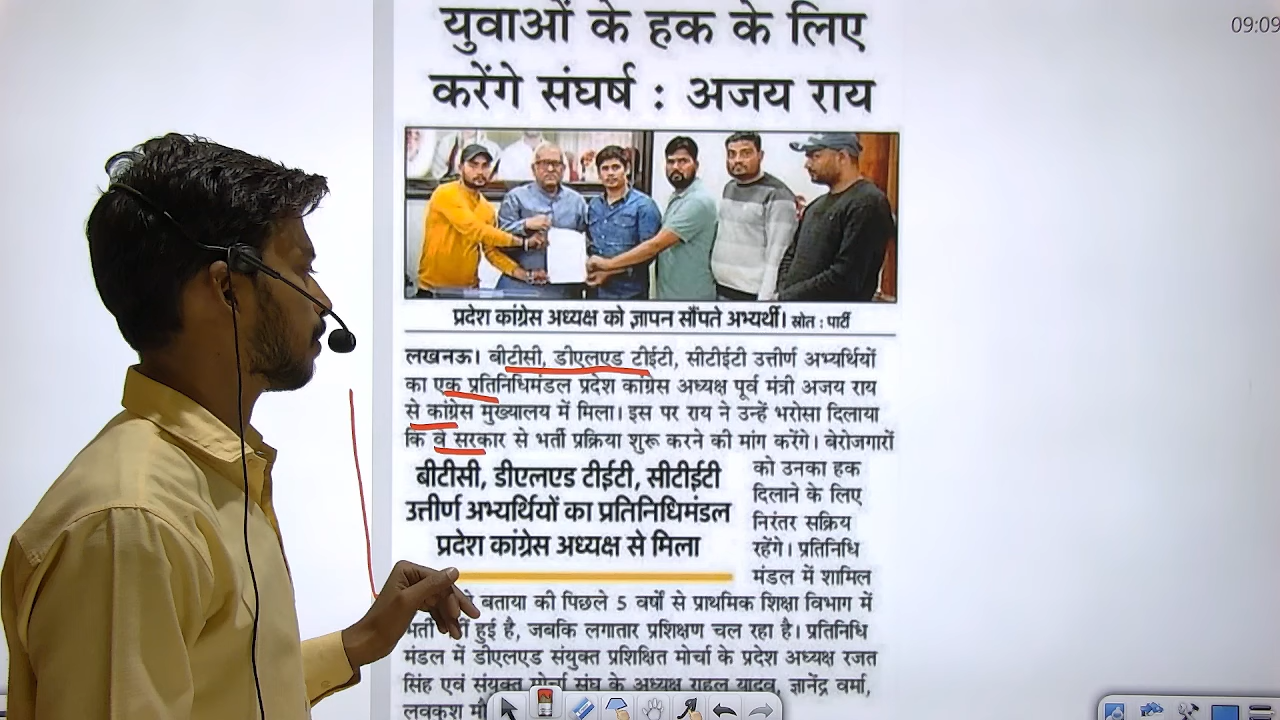 09:09
युवाओं के हक के लिए
करेंगे संघर्ष : अजय राय
प्रदेश कांग्रेस अध्यक्ष को ज्ञापन सौंपते अभ्यर्थी। स्रोत : पार्टी
लखनऊ। बीटीसी, डीएलएड टीईटी, सीटीईटी उत्तीर्ण अभ्यर्थियों
का एक प्रतिनिधिमंडल प्रदेश कांग्रेस अध्यक्ष पूर्व मंत्री अजय राय
से कांग्रेस मुख्यालय में मिला। इस पर राय ने उन्हें भरोसा दिलाया
कि वे सरकार से भर्ती प्रक्रिया शुरू करने की मांग करेंगे। बेरोजगारों
बीटीसी, डीएलएड टीईटी, सीटीईटी
उत्तीर्ण अभ्यर्थियों का प्रतिनिधिमंडल
प्रदेश कांग्रेस अध्यक्ष से मिला
को उनका हक
दिलाने के लिए
निरंतर सक्रिय
रहेंगे। प्रतिनिधि
मंडल में शामिल
बताया की पिछले 5 वर्षों से प्राथमिक शिक्षा विभाग में
भर्ती हुई है, जबकि लगातार प्रशिक्षण चल रहा है। प्रतिनिधि
मंडल में डीएलएड संयुक्त प्रशिक्षित मोर्चा के प्रदेश अध्यक्ष रजत
सिंह एवं संयुक्त मोर्चा संघ के अध्यक्ष राहुल यादव, ज्ञानेंद्र वर्मा,
लवकुश